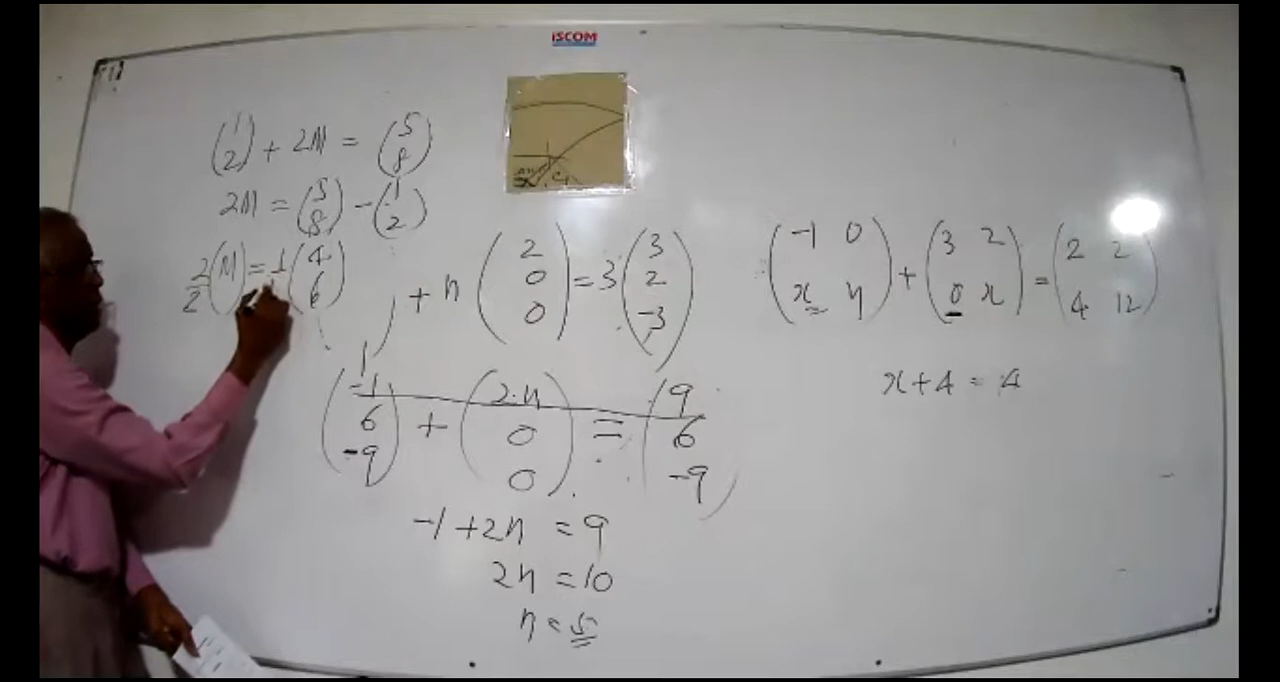 iSCOM
(1 2) + 2M = (5 8)
2M = (5 8) - (1 2)
2/2 (M) = 1 (4 6)
+ n (2 0 0) = 3 (3 2 -3)
(-1 6 -9) + (2n 0 0) = (9 6 -9)
-1 + 2n = 9
2n = 10
n = 5
(-1 0 x n) + (3 2 0 x) = (2 2 4 12)
x + 4 = 4